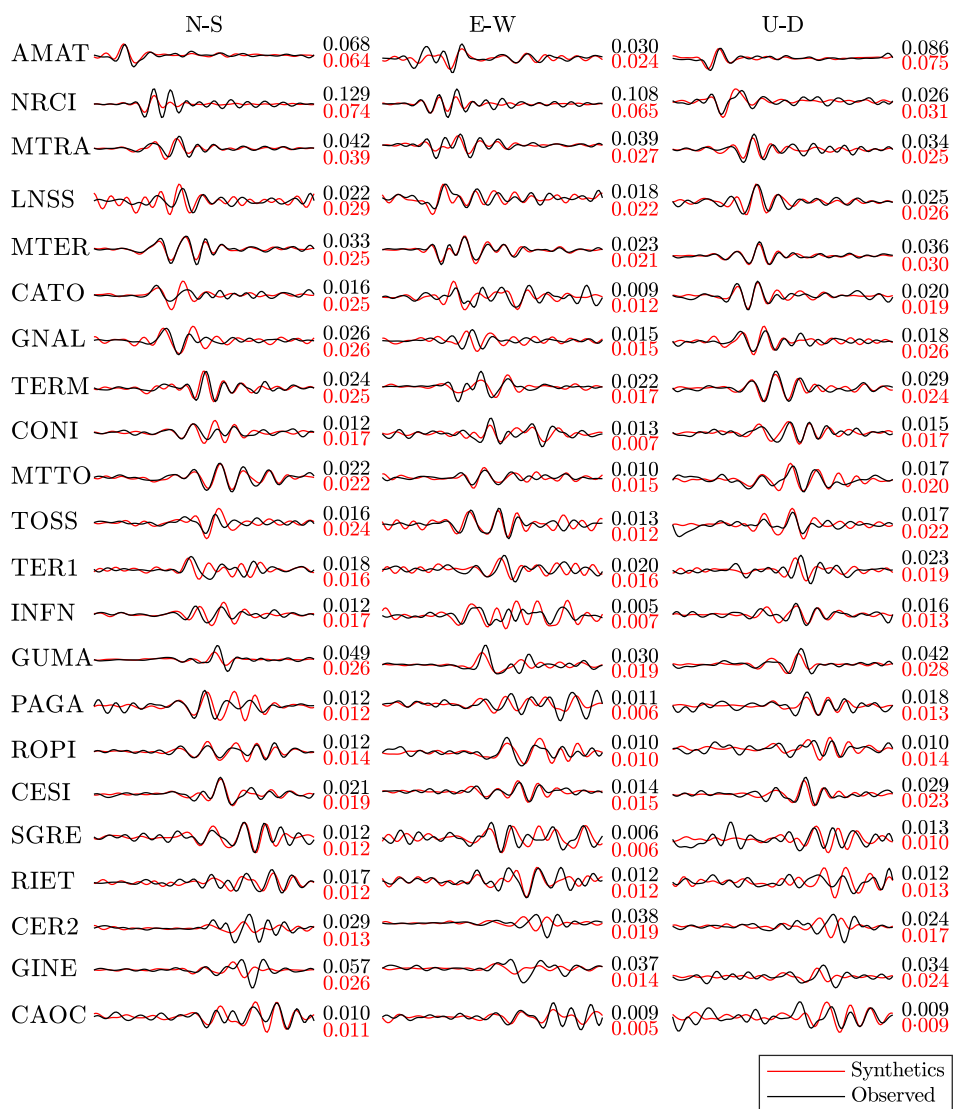 N-S E-W U-D
AMAT 0.068 0.030 0.086
0.064 0.024 0.075
NRCI 0.129 0.108 0.026
0.074 0.065 0.031
MTRA 0.042 0.039 0.034
0.039 0.027 0.025
LNSS 0.022 0.018 0.025
0.029 0.022 0.026
MTER 0.033 0.023 0.036
0.025 0.021 0.030
CATO 0.016 0.009 0.020
0.025 0.012 0.019
GNAL 0.026 0.015 0.018
0.026 0.015 0.026
TERM 0.024 0.022 0.029
0.025 0.017 0.024
CONI 0.012 0.013 0.015
0.017 0.007 0.017
MTTO 0.022 0.010 0.017
0.022 0.015 0.020
TOSS 0.016 0.013 0.017
0.024 0.012 0.022
TER1 0.018 0.020 0.023
0.016 0.016 0.019
INFN 0.012 0.005 0.016
0.017 0.007 0.013
GUMA 0.049 0.030 0.042
0.026 0.019 0.028
PAGA 0.012 0.011 0.018
0.012 0.006 0.013
ROPI 0.012 0.010 0.010
0.014 0.010 0.014
CESI 0.021 0.014 0.029
0.019 0.015 0.023
SGRE 0.012 0.006 0.013
0.012 0.006 0.010
RIET 0.017 0.012 0.012
0.012 0.012 0.013
CER2 0.029 0.038 0.024
0.013 0.019 0.017
GINE 0.057 0.037 0.034
0.026 0.014 0.024
CAOC 0.010 0.009 0.009
0.011 0.005 0.009
Synthetics
Observed